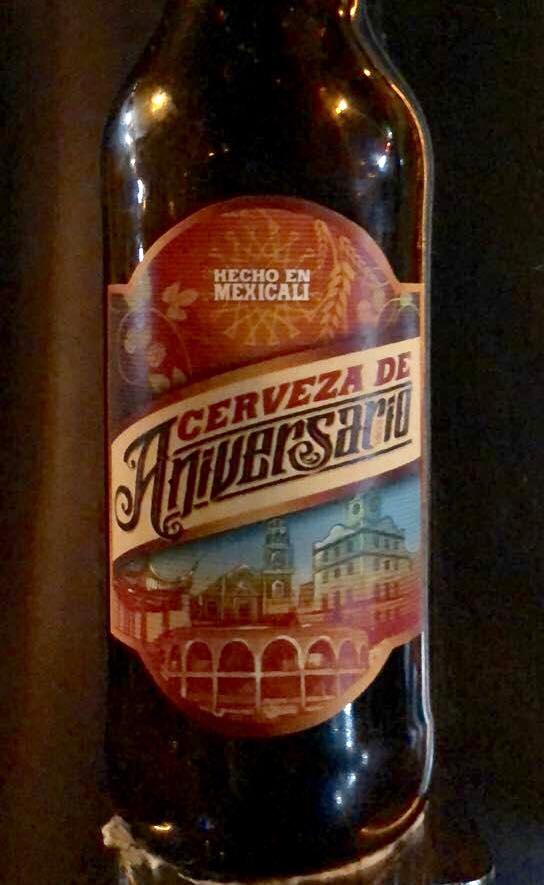 HECHO EN
MEXICALI
CERVEZA DE
Aniversario